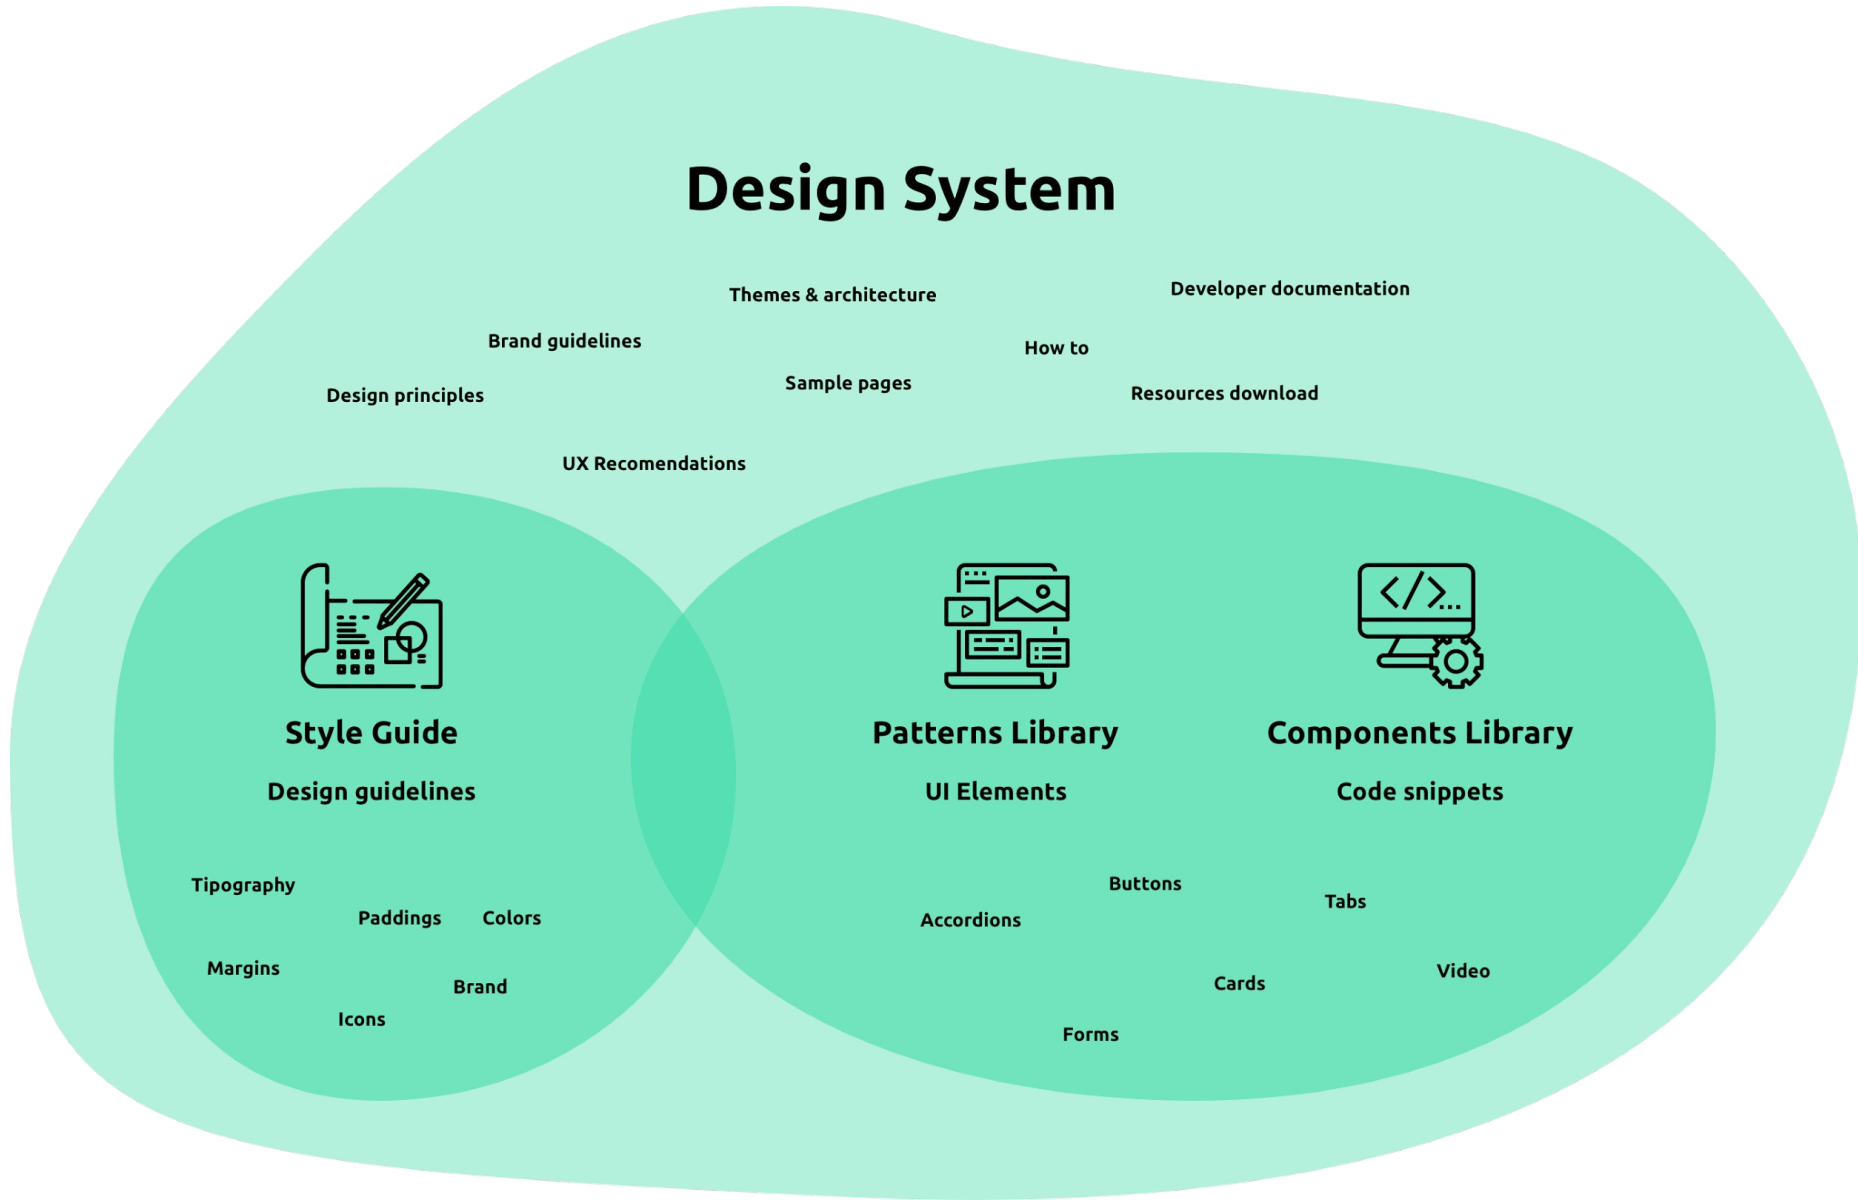 Design System
Themes & architecture
Developer documentation
Brand guidelines
How to
Design principles
Sample pages
Resources download
UX Recomendations
Style Guide
Design guidelines
Tipography
Paddings
Colors
Margins
Brand
Icons
Patterns Library
UI Elements
Components Library
Code snippets
Buttons
Tabs
Accordions
Video
Cards
Forms